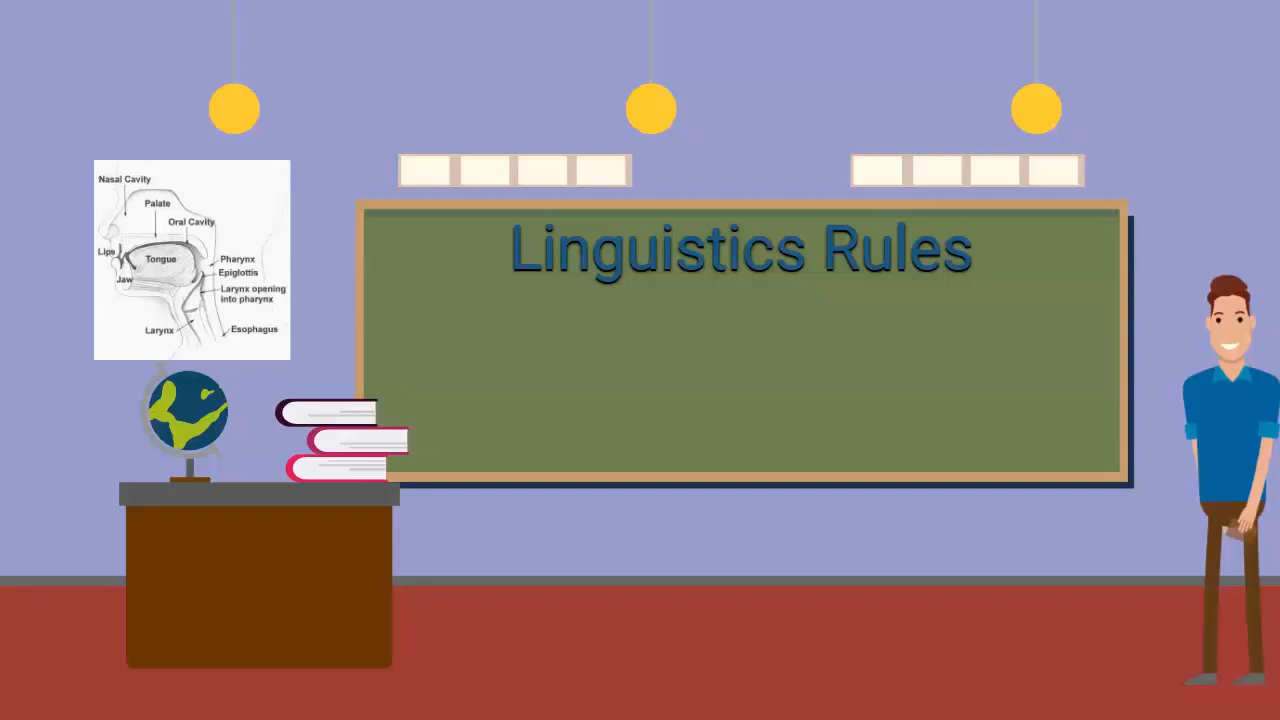 Linguistics Rules
Nasal Cavity
Palate
Oral Cavity
Lips
Tongue
Jaw
Pharynx
Epiglottis
Larynx opening
into pharynx
Larynx
Esophagus